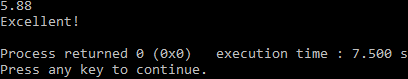 5.88
Excellent!
Process returned 0 (0x0)   execution time : 7.500 s
Press any key to continue.